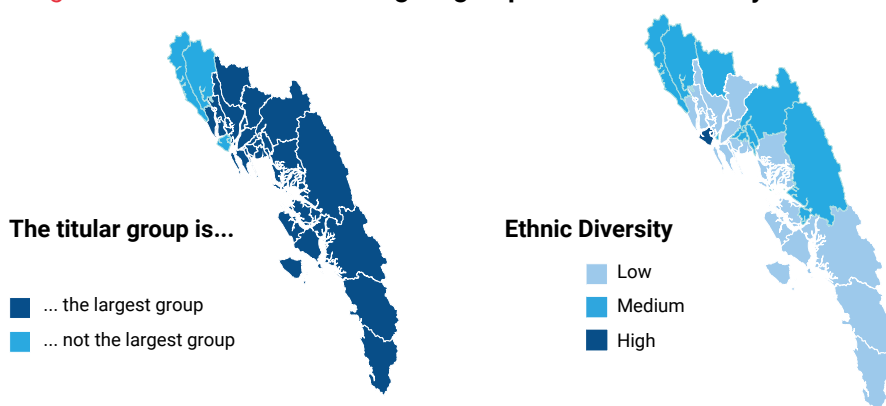 The titular group is...
... the largest group
... not the largest group
Ethnic Diversity
Low
Medium
High